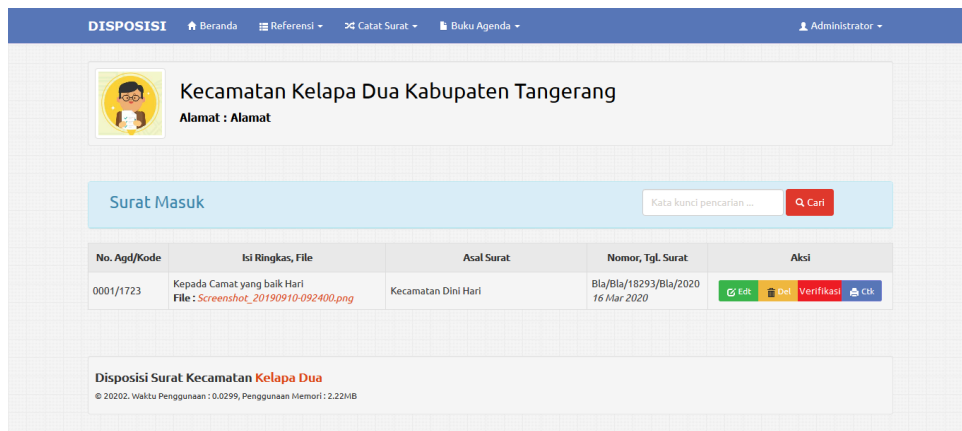 DISPOSISI Beranda Referensi Catat Surat Buku Agenda Administrator
Kecamatan Kelapa Dua Kabupaten Tangerang
Alamat : Alamat
Surat Masuk Kata kunci pencarian ... Cari
No. Agd/Kode Isi Ringkas, File Asal Surat Nomor, Tgl. Surat Aksi
0001/1723 Kepada Camat yang baik Hari Kecamatan Dini Hari Bla/Bla/18293/Bla/2020 Edt Del Verifikasi Ctk
File : Screenshot_20190910-092400.png 16 Mar 2020
Disposisi Surat Kecamatan Kelapa Dua
© 20202. Waktu Penggunaan : 0.0299, Penggunaan Memori : 2.22MB